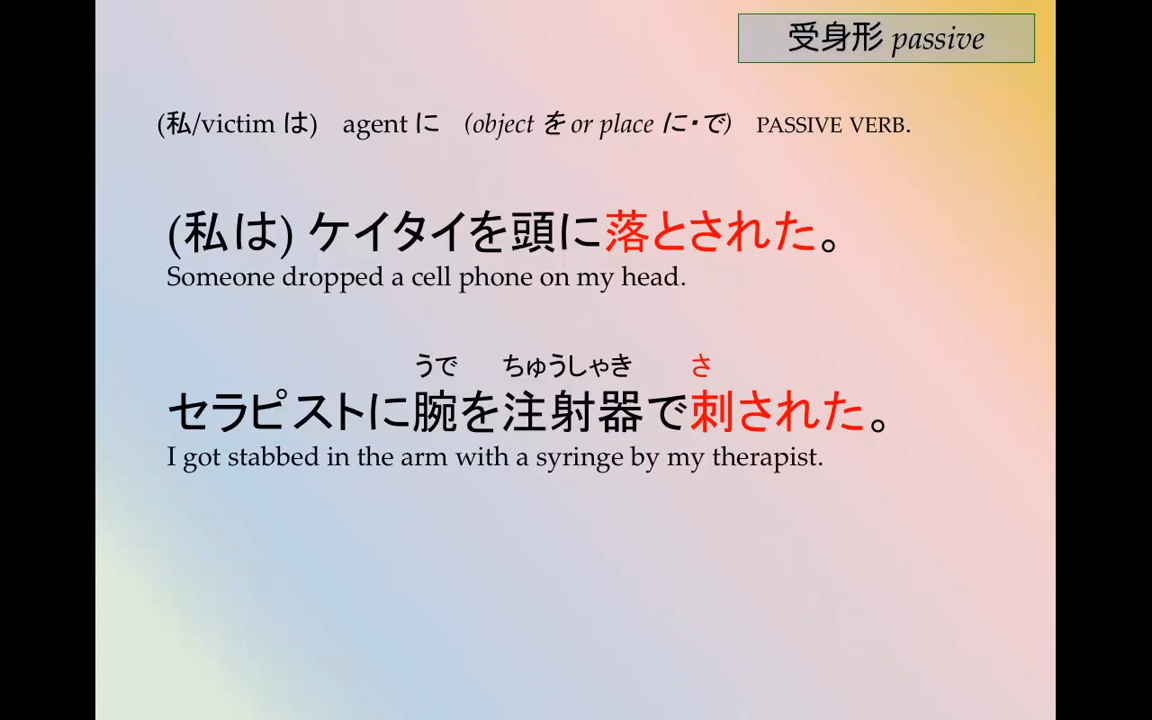 受身形 passive
(私/victim は) agent に (object を or place に・で) PASSIVE VERB.
(私は) ケイタイを頭に落とされた。
Someone dropped a cell phone on my head.
うで ちゅうしゃき さ
セラピストに腕を注射器で刺された。
I got stabbed in the arm with a syringe by my therapist.